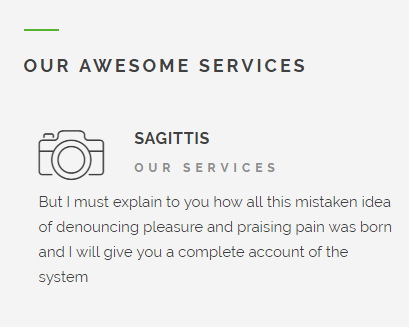 OUR AWESOME SERVICES
SAGITTIS
OUR SERVICES
But I must explain to you how all this mistaken idea
of denouncing pleasure and praising pain was born
and I will give you a complete account of the
system